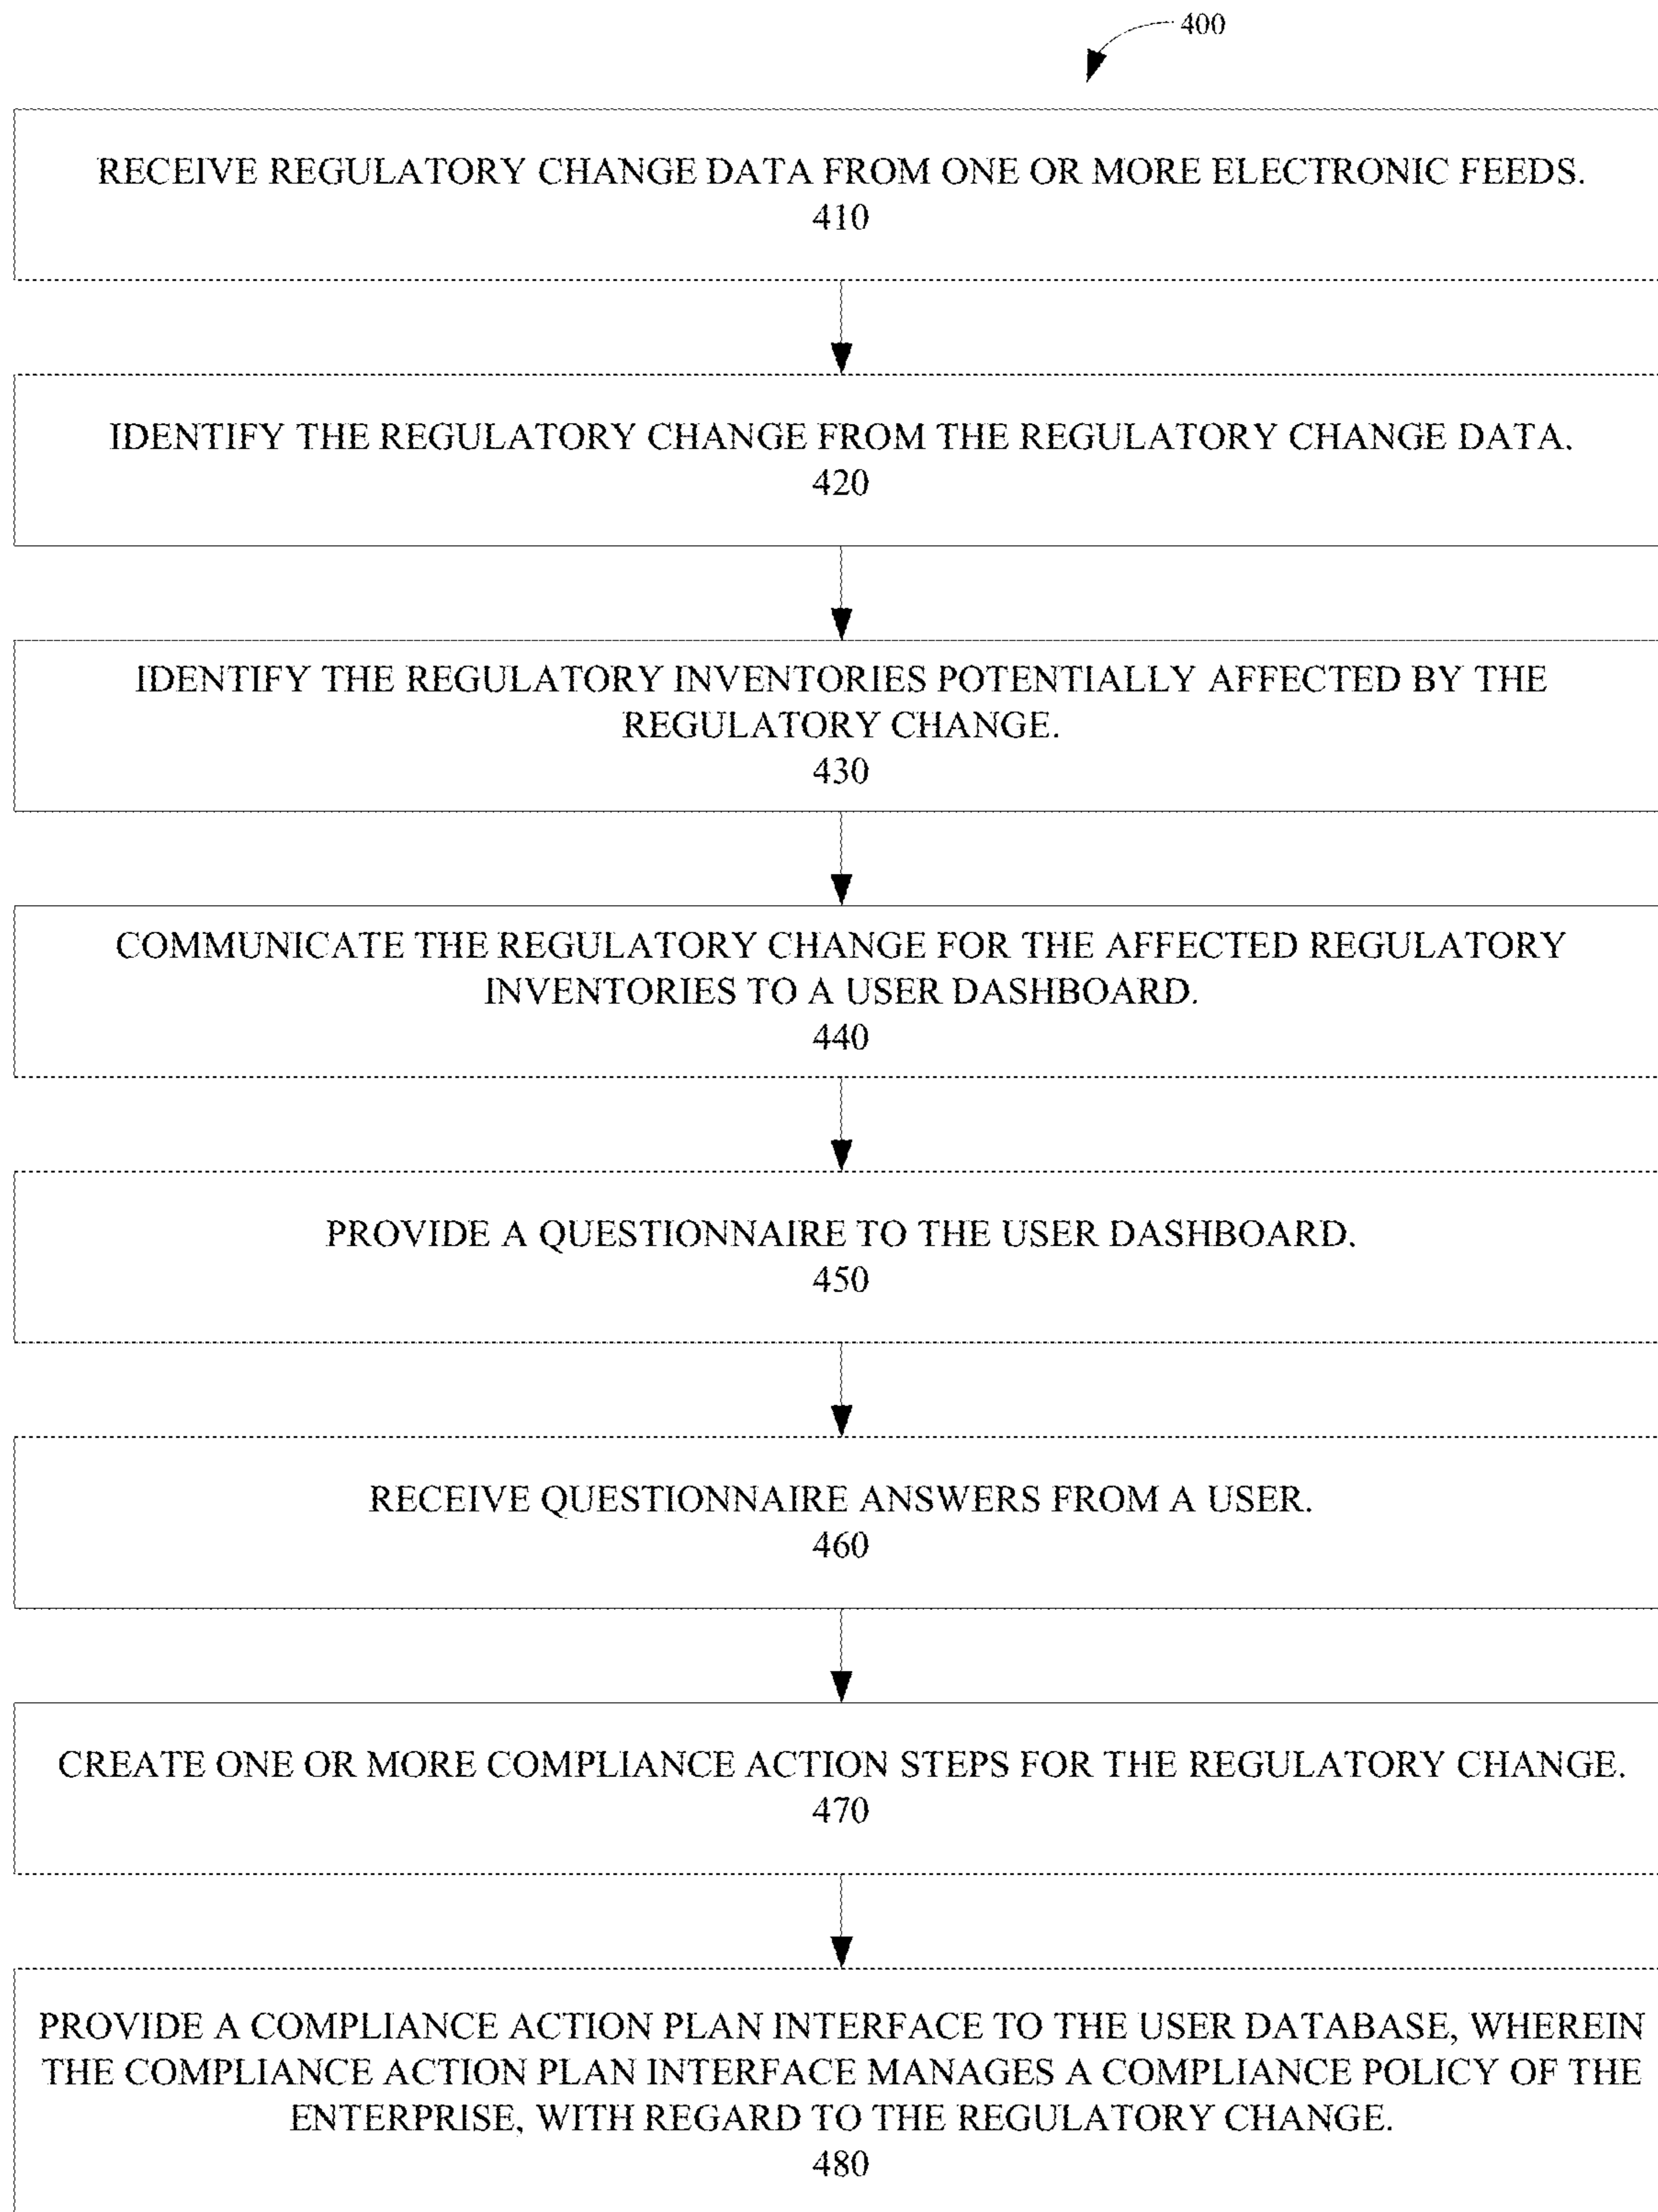 400
RECEIVE REGULATORY CHANGE DATA FROM ONE OR MORE ELECTRONIC FEEDS.
410
IDENTIFY THE REGULATORY CHANGE FROM THE REGULATORY CHANGE DATA.
420
IDENTIFY THE REGULATORY INVENTORIES POTENTIALLY AFFECTED BY THE
REGULATORY CHANGE.
430
COMMUNICATE THE REGULATORY CHANGE FOR THE AFFECTED REGULATORY
INVENTORIES TO A USER DASHBOARD.
440
PROVIDE A QUESTIONNAIRE TO THE USER DASHBOARD.
450
RECEIVE QUESTIONNAIRE ANSWERS FROM A USER.
460
CREATE ONE OR MORE COMPLIANCE ACTION STEPS FOR THE REGULATORY CHANGE.
470
PROVIDE A COMPLIANCE ACTION PLAN INTERFACE TO THE USER DATABASE, WHEREIN
THE COMPLIANCE ACTION PLAN INTERFACE MANAGES A COMPLIANCE POLICY OF THE
ENTERPRISE, WITH REGARD TO THE REGULATORY CHANGE.
480